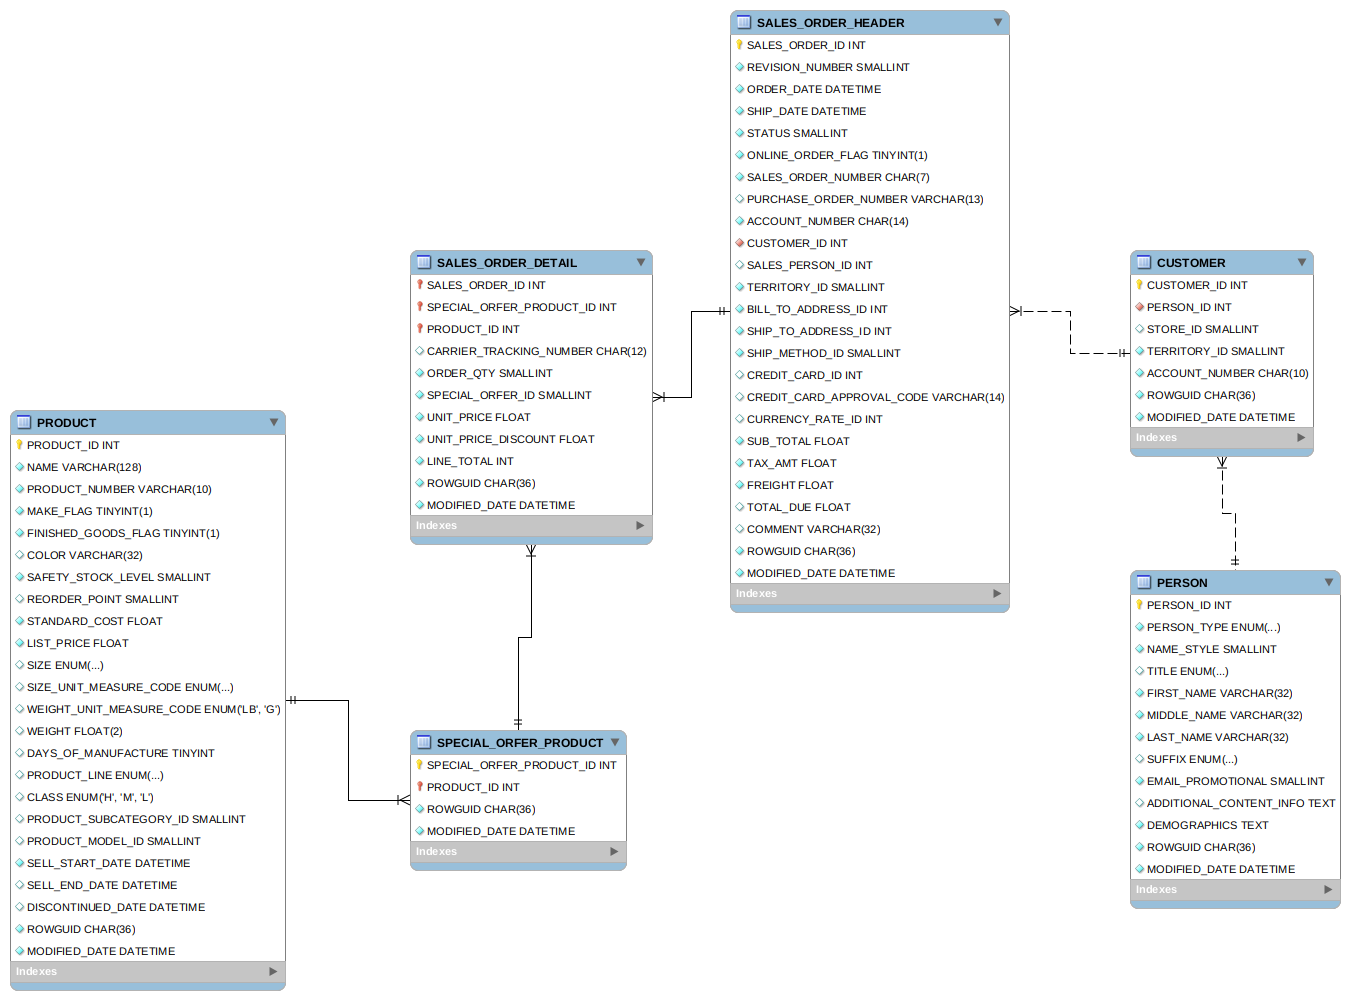 SALES_ORDER_HEADER
SALES_ORDER_ID INT
REVISION_NUMBER SMALLINT
ORDER_DATE DATETIME
SHIP_DATE DATETIME
STATUS SMALLINT
ONLINE_ORDER_FLAG TINYINT(1)
SALES_ORDER_NUMBER CHAR(7)
PURCHASE_ORDER_NUMBER VARCHAR(13)
ACCOUNT_NUMBER CHAR(14)
CUSTOMER_ID INT
SALES_PERSON_ID INT
TERRITORY_ID SMALLINT
BILL_TO_ADDRESS_ID INT
SHIP_TO_ADDRESS_ID INT
SHIP_METHOD_ID SMALLINT
CREDIT_CARD_ID INT
CREDIT_CARD_APPROVAL_CODE VARCHAR(14)
CURRENCY_RATE_ID INT
SUB_TOTAL FLOAT
TAX_AMT FLOAT
FREIGHT FLOAT
TOTAL_DUE FLOAT
COMMENT VARCHAR(32)
ROWGUID CHAR(36)
MODIFIED_DATE DATETIME
Indexes
SALES_ORDER_DETAIL
SALES_ORDER_ID INT
SPECIAL_ORFER_PRODUCT_ID INT
PRODUCT_ID INT
CARRIER_TRACKING_NUMBER CHAR(12)
ORDER_QTY SMALLINT
SPECIAL_OFFER_ID SMALLINT
UNIT_PRICE FLOAT
UNIT_PRICE_DISCOUNT FLOAT
LINE_TOTAL INT
ROWGUID CHAR(36)
MODIFIED_DATE DATETIME
Indexes
CUSTOMER
CUSTOMER_ID INT
PERSON_ID INT
STORE_ID SMALLINT
TERRITORY_ID SMALLINT
ACCOUNT_NUMBER CHAR(10)
ROWGUID CHAR(36)
MODIFIED_DATE DATETIME
Indexes
PRODUCT
PRODUCT_ID INT
NAME VARCHAR(128)
PRODUCT_NUMBER VARCHAR(10)
MAKE_FLAG TINYINT(1)
FINISHED_GOODS_FLAG TINYINT(1)
COLOR VARCHAR(32)
SAFETY_STOCK_LEVEL SMALLINT
REORDER_POINT SMALLINT
STANDARD_COST FLOAT
LIST_PRICE FLOAT
SIZE ENUM(...)
SIZE_UNIT_MEASURE_CODE ENUM(...)
WEIGHT_UNIT_MEASURE_CODE ENUM('LB', 'G')
WEIGHT FLOAT(2)
DAYS_OF_MANUFACTURE TINYINT
PRODUCT_LINE ENUM(...)
CLASS ENUM('H', 'M', 'L')
PRODUCT_SUBCATEGORY_ID SMALLINT
PRODUCT_MODEL_ID SMALLINT
SELL_START_DATE DATETIME
SELL_END_DATE DATETIME
DISCONTINUED_DATE DATETIME
ROWGUID CHAR(36)
MODIFIED_DATE DATETIME
Indexes
SPECIAL_ORFER_PRODUCT
SPECIAL_ORFER_PRODUCT_ID INT
PRODUCT_ID INT
ROWGUID CHAR(36)
MODIFIED_DATE DATETIME
Indexes
PERSON
PERSON_ID INT
PERSON_TYPE ENUM(...)
NAME_STYLE SMALLINT
TITLE ENUM(...)
FIRST_NAME VARCHAR(32)
MIDDLE_NAME VARCHAR(32)
LAST_NAME VARCHAR(32)
SUFFIX ENUM(...)
EMAIL_PROMOTIONAL SMALLINT
ADDITIONAL_CONTENT_INFO TEXT
DEMOGRAPHICS TEXT
ROWGUID CHAR(36)
MODIFIED_DATE DATETIME
Indexes